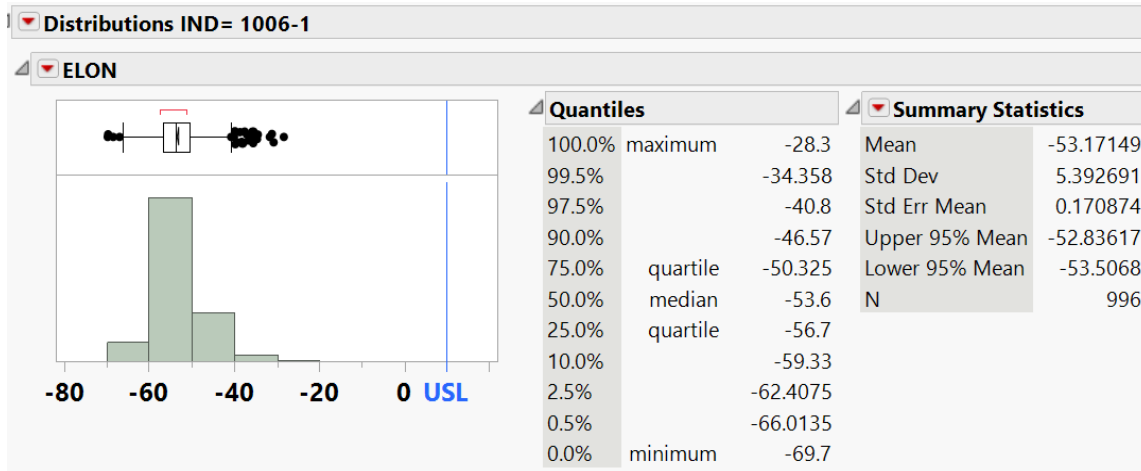 Distributions IND= 1006-1
ELON
-80 -60 -40 -20 0 USL
Quantiles
100.0% maximum -28.3
99.5% -34.358
97.5% -40.8
90.0% -46.57
75.0% quartile -50.325
50.0% median -53.6
25.0% quartile -56.7
10.0% -59.33
2.5% -62.4075
0.5% -66.0135
0.0% minimum -69.7
Summary Statistics
Mean -53.17149
Std Dev 5.392691
Std Err Mean 0.170874
Upper 95% Mean -52.83617
Lower 95% Mean -53.5068
N 996